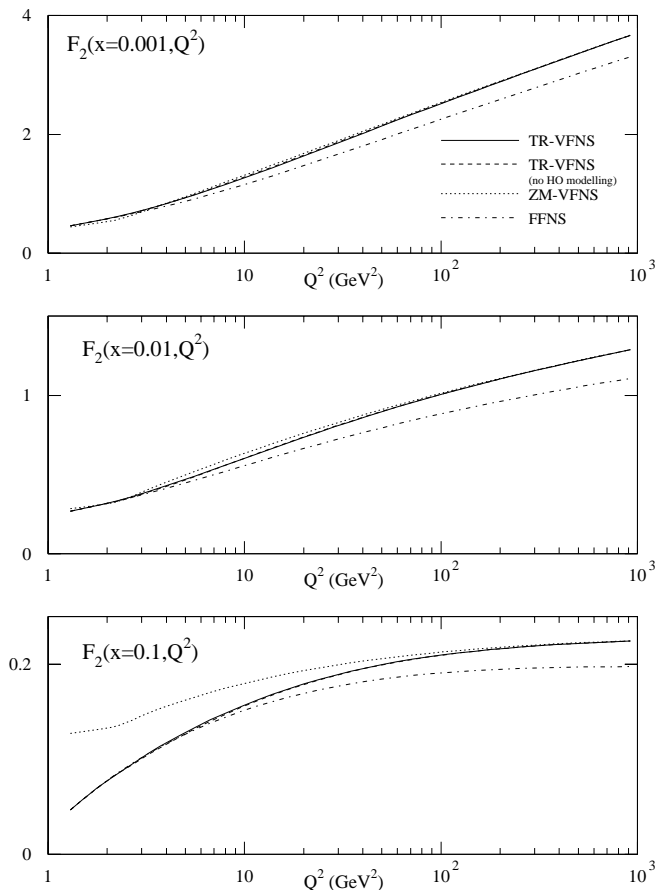 4
F₂(x=0.001,Q²)
2
TR-VFNS
TR-VFNS
(no HO modelling)
ZM-VFNS
FFNS
0
1 10 10² 10³
Q² (GeV²)
F₂(x=0.01,Q²)
1
0
1 10 10² 10³
Q² (GeV²)
F₂(x=0.1,Q²)
0.2
0
1 10 10² 10³
Q² (GeV²)